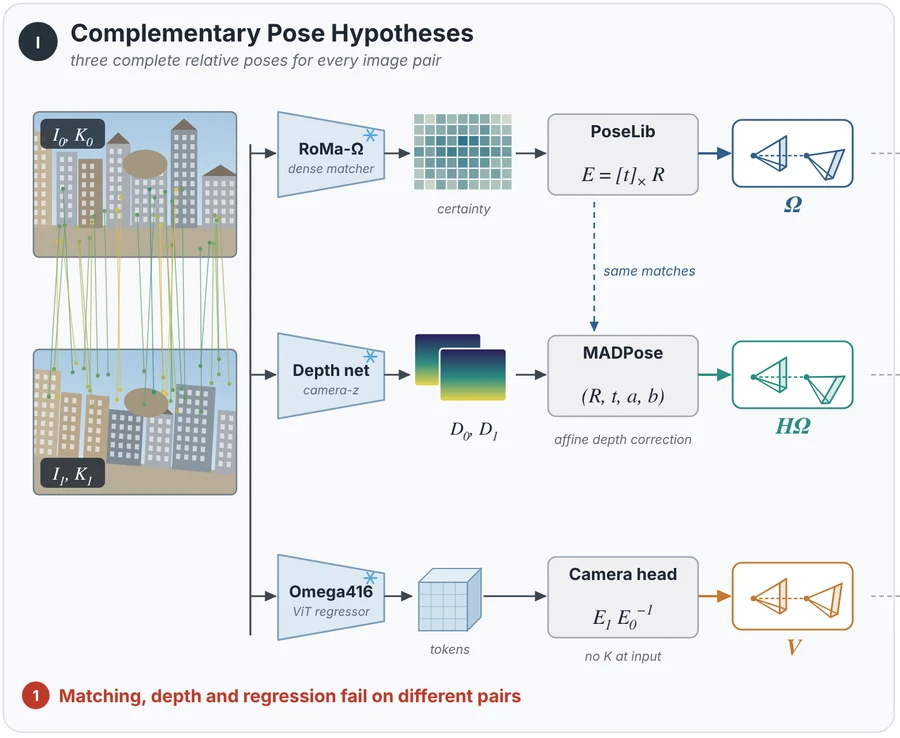 I
Complementary Pose Hypotheses
three complete relative poses for every image pair
I₀, K₀
RoMa-Ω
dense matcher
certainty
PoseLib
E = [t]× R
Ω
same matches
I₁, K₁
Depth net
camera-z
D₀, D₁
MADPose
(R, t, a, b)
affine depth correction
HΩ
Omega416
ViT regressor
tokens
Camera head
E₁ E₀⁻¹
no K at input
V
1 Matching, depth and regression fail on different pairs